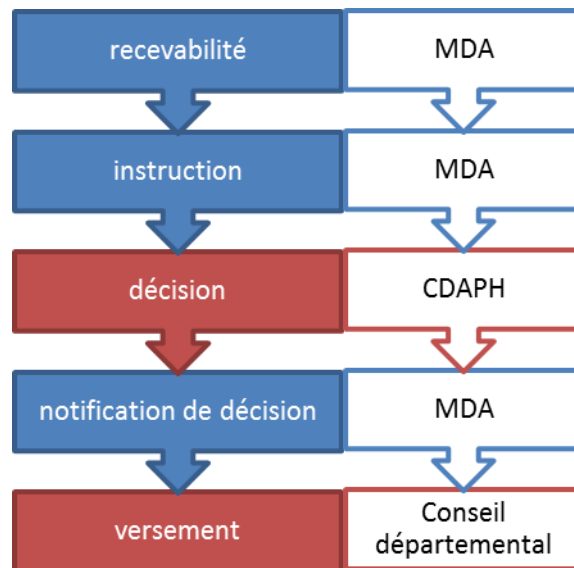 recevabilité
MDA
instruction
MDA
décision
CDAPH
notification de décision
MDA
versement
Conseil
départemental